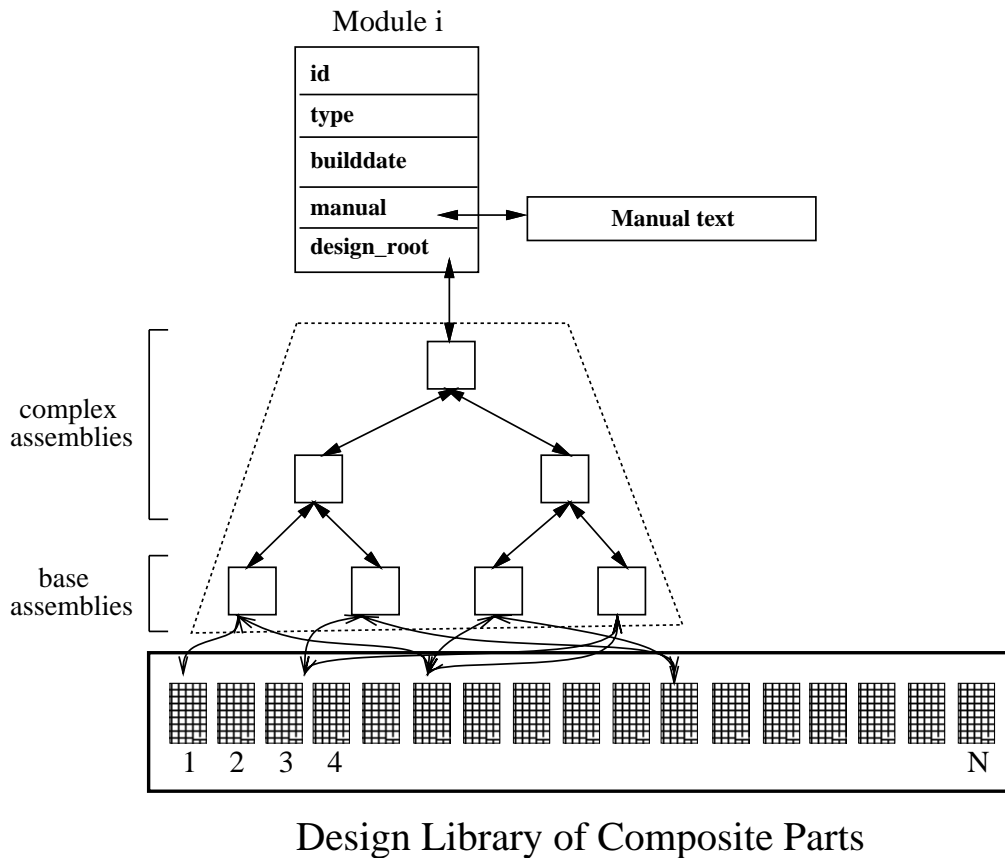 Module i
id
type
builddate
manual
Manual text
design_root
complex
assemblies
base
assemblies
1 2 3 4 N
Design Library of Composite Parts